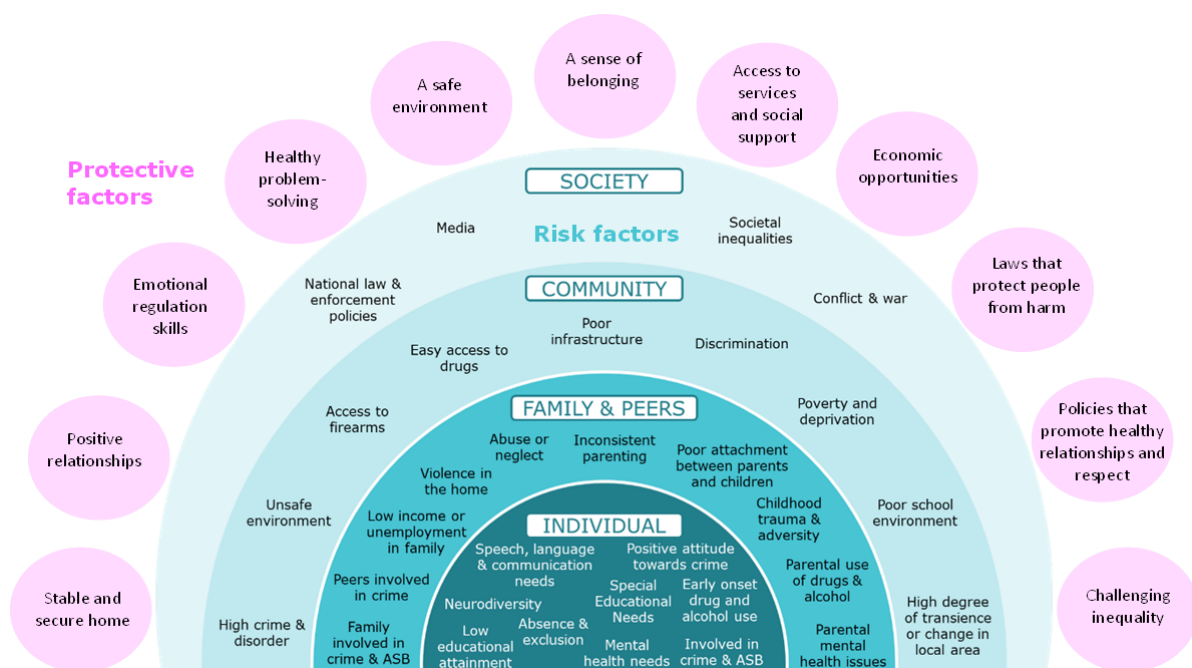 A sense of
belonging
A safe
environment
Access to
services
and social
support
Healthy
problem-
solving
Economic
opportunities
Protective
factors
Emotional
regulation
skills
Laws that
protect people
from harm
Positive
relationships
Policies that
promote healthy
relationships and
respect
Stable and
secure home
Challenging
inequality
SOCIETY
Risk factors
Media
Societal
inequalities
National law &
enforcement
policies
Conflict & war
COMMUNITY
Poor
infrastructure
Easy access to
drugs
Discrimination
Access to
firearms
Poverty and
deprivation
Unsafe
environment
Poor school
environment
High crime &
disorder
High degree
of transience
or change in
local area
FAMILY & PEERS
Abuse or
neglect
Inconsistent
parenting
Poor attachment
between parents
and children
Violence in
the home
Childhood
trauma &
adversity
Low income or
unemployment
in family
Parental use
of drugs &
alcohol
Peers involved
in crime
Family
involved in
crime & ASB
Parental
mental
health issues
INDIVIDUAL
Speech, language
& communication
needs
Positive attitude
towards crime
Neurodiversity
Special
Educational
Needs
Early onset
drug and
alcohol use
Absence &
exclusion
Low
educational
attainment
Mental
health needs
Involved in
crime & ASB